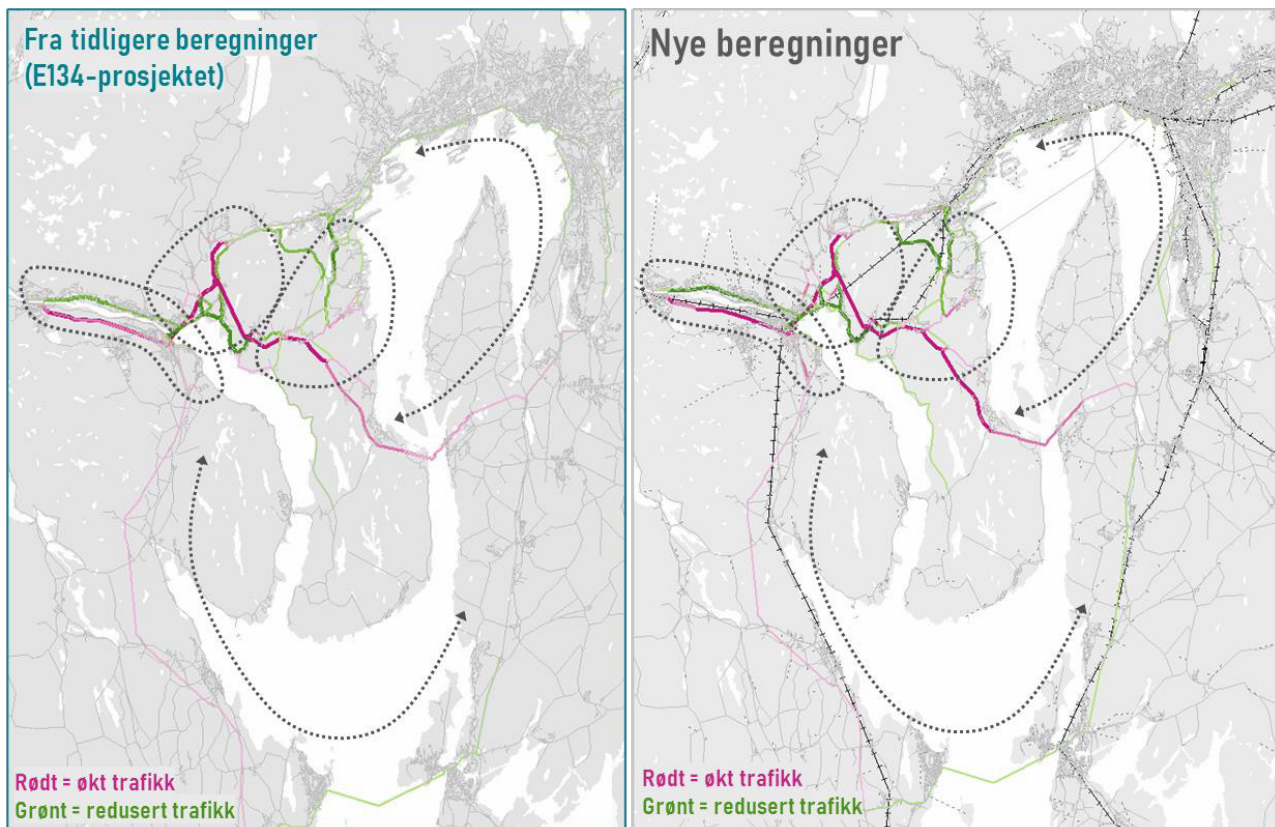 Fra tidligere beregninger
(E134-prosjektet)
Rødt = økt trafikk
Grønt = redusert trafikk
Nye beregninger
Rødt = økt trafikk
Grønt = redusert trafikk